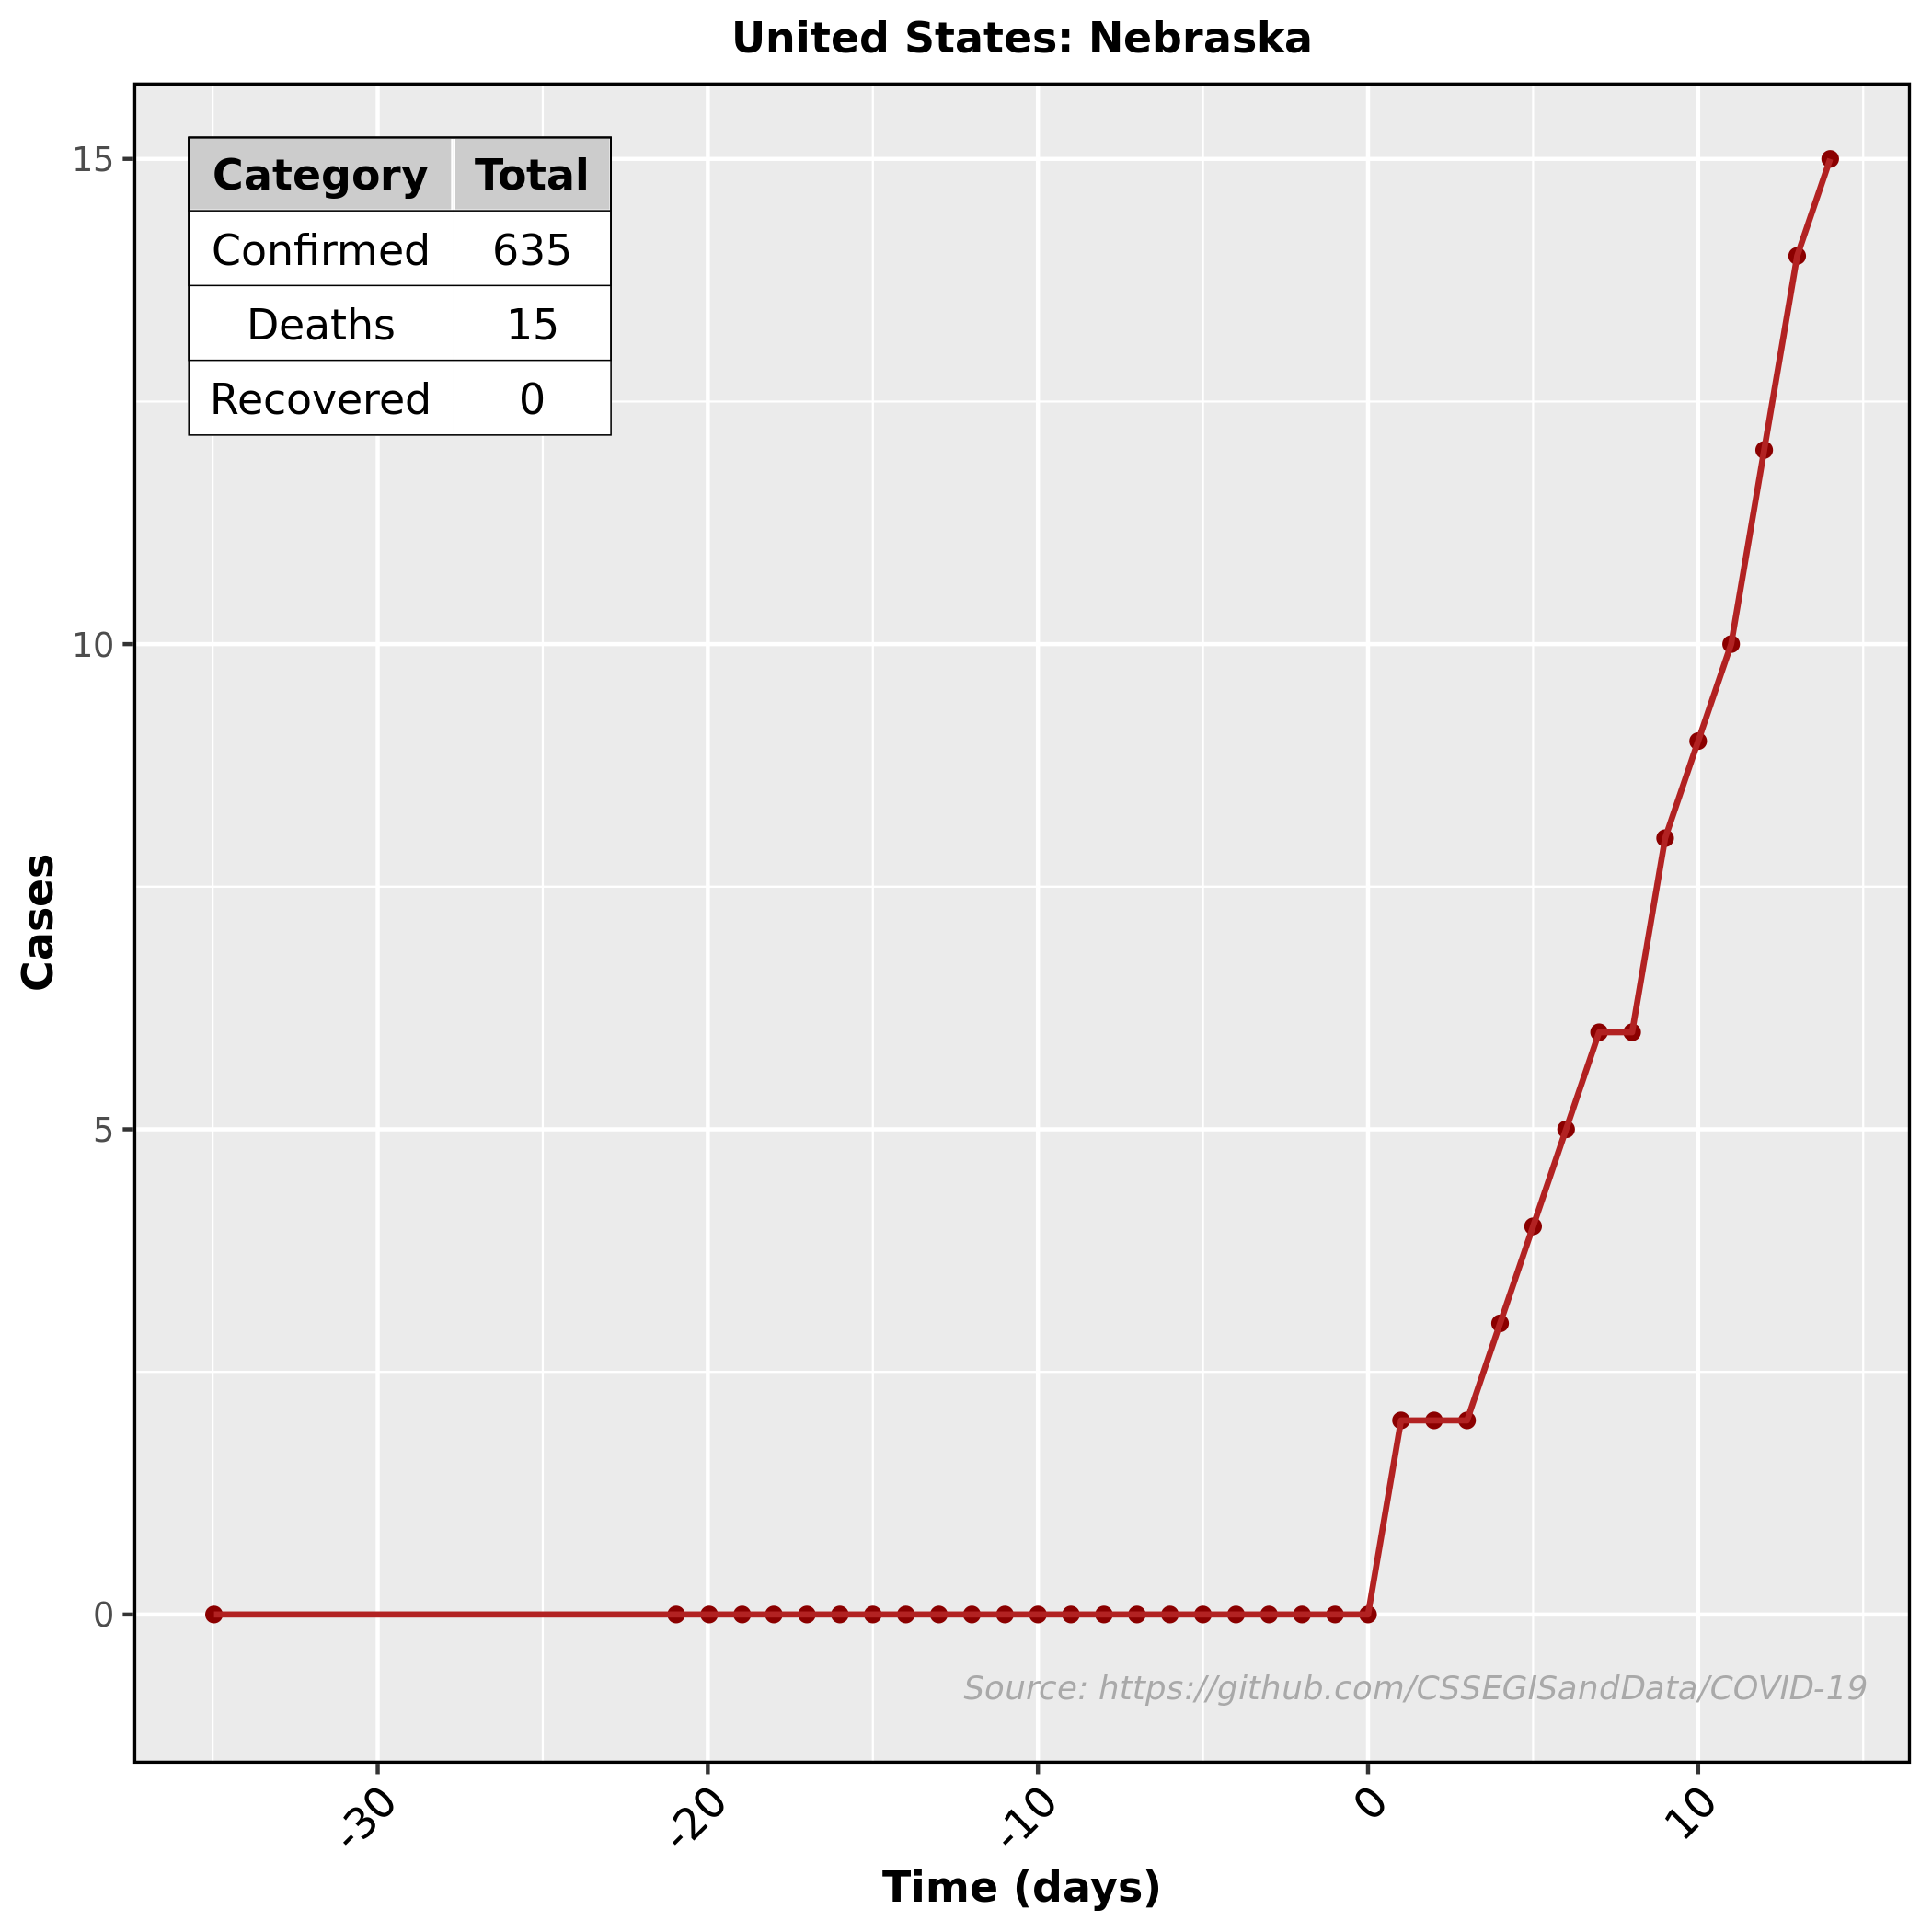 United States: Nebraska
Category Total
Confirmed 635
Deaths 15
Recovered 0
15
10
5
0
Cases
Source: https://github.com/CSSEGISandData/COVID-19
-30 -20 -10 0 10
Time (days)